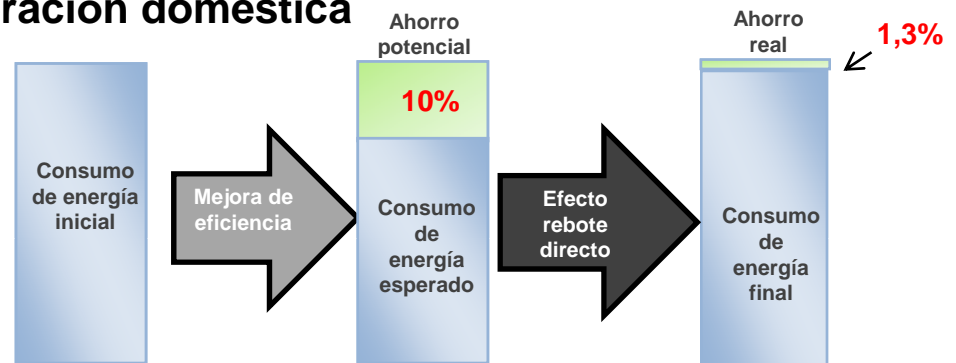 doméstica
Ahorro
potencial
Ahorro
real
1,3%
10%
Consumo
de energía
inicial
Mejora de
eficiencia
Consumo
de
energía
esperado
Efecto
rebote
directo
Consumo
de
energía
final